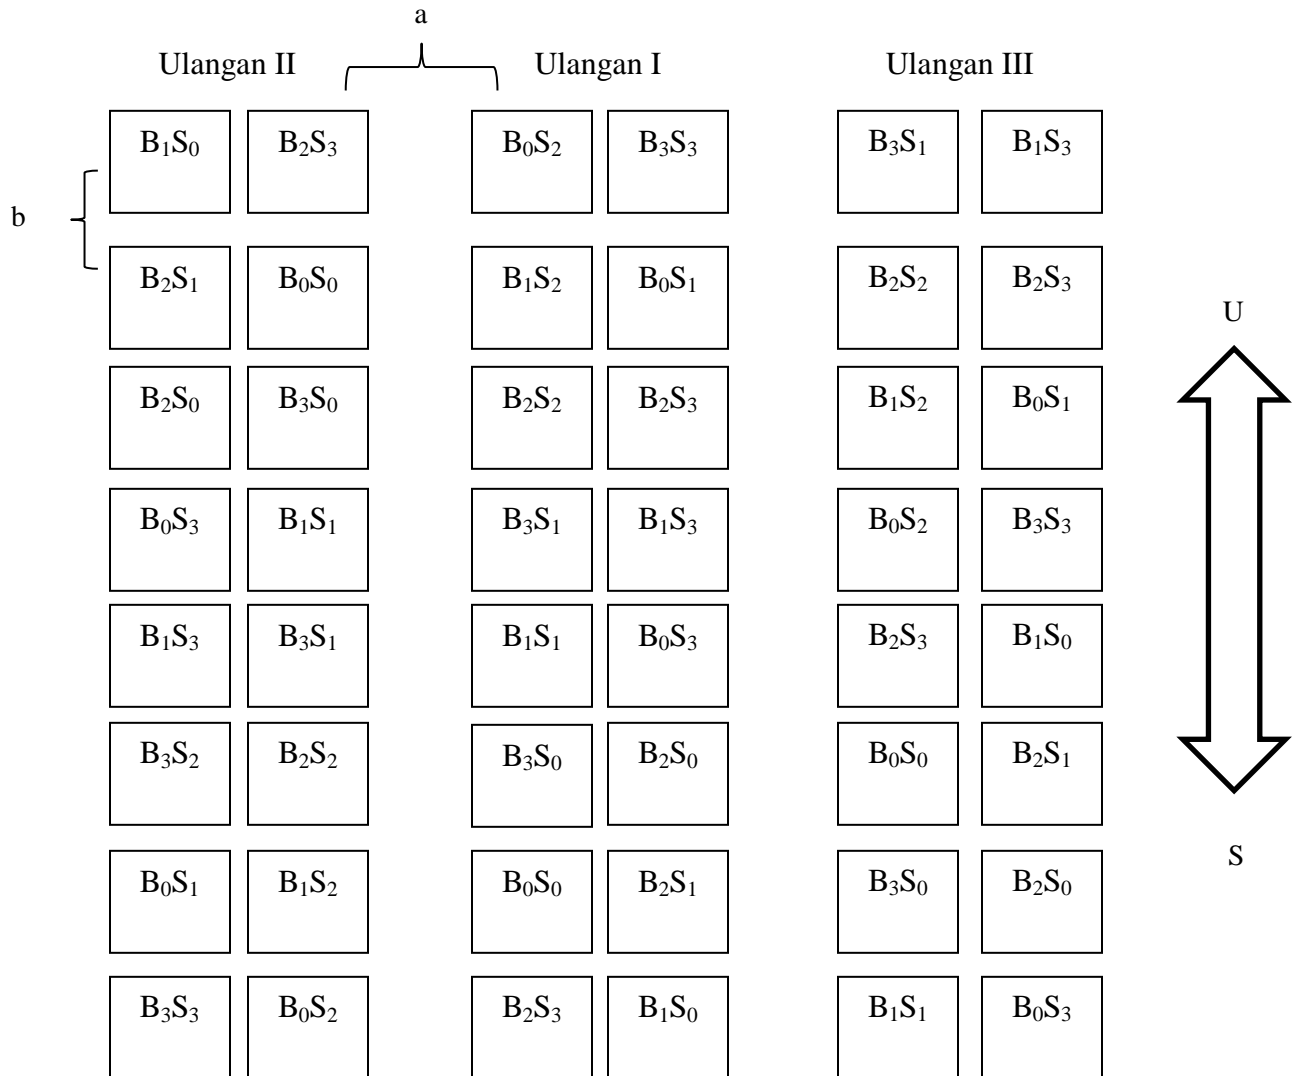 a
Ulangan II Ulangan I Ulangan III
B₁S₀ B₂S₃ B₀S₂ B₃S₃ B₃S₁ B₁S₃
b
B₂S₁ B₀S₀ B₁S₂ B₀S₁ B₂S₂ B₂S₃
U
B₂S₀ B₃S₀ B₂S₂ B₂S₃ B₁S₂ B₀S₁
B₀S₃ B₁S₁ B₃S₁ B₁S₃ B₀S₂ B₃S₃
B₁S₃ B₃S₁ B₁S₁ B₀S₃ B₂S₃ B₁S₀
B₃S₂ B₂S₂ B₃S₀ B₂S₀ B₀S₀ B₂S₁
S
B₀S₁ B₁S₂ B₀S₀ B₂S₁ B₃S₀ B₂S₀
B₃S₃ B₀S₂ B₂S₃ B₁S₀ B₁S₁ B₀S₃